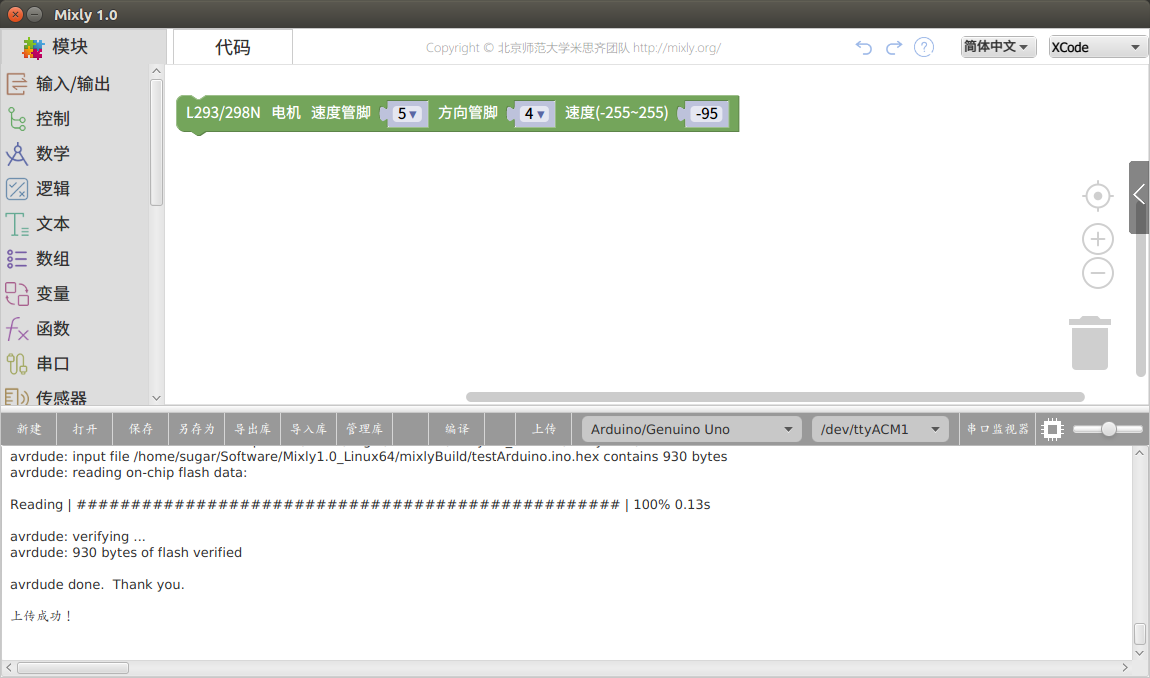 Mixly 1.0
模块
代码
Copyright © 北京师范大学米思齐团队 http://mixly.org/
简体中文
XCode
输入/输出
控制
数学
逻辑
文本
数组
变量
函数
串口
传感器
L293/298N 电机 速度管脚 5 方向管脚 4 速度(-255~255) -95
新建 打开 保存 另存为 导出库 导入库 管理库 编译 上传 Arduino/Genuino Uno /dev/ttyACM1 串口监视器
avrdude: input file /home/sugar/Software/Mixly1.0_Linux64/mixlyBuild/testArduino.ino.hex contains 930 bytes
avrdude: reading on-chip flash data:
Reading | ################################################## | 100% 0.13s
avrdude: verifying ...
avrdude: 930 bytes of flash verified
avrdude done.  Thank you.
上传成功！